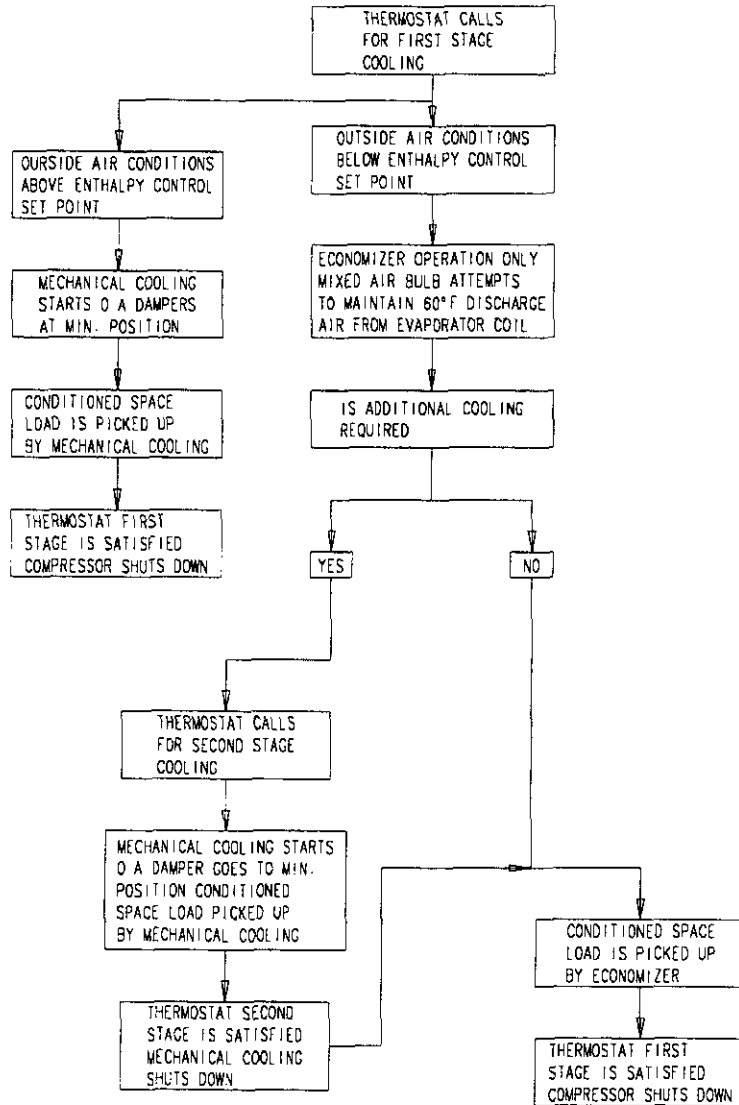 THERMOSTAT CALLS
FOR FIRST STAGE
COOLING
OURSIDE AIR CONDITIONS
ABOVE ENTHALPY CONTROL
SET POINT
OUTSIDE AIR CONDITIONS
BELOW ENTHALPY CONTROL
SET POINT
MECHANICAL COOLING
STARTS O A DAMPERS
AT MIN. POSITION
ECONOMIZER OPERATION ONLY
MIXED AIR BULB ATTEMPTS
TO MAINTAIN 60°F DISCHARGE
AIR FROM EVAPORATOR COIL
CONDITIONED SPACE
LOAD IS PICKED UP
BY MECHANICAL COOLING
IS ADDITIONAL COOLING
REQUIRED
THERMOSTAT FIRST
STAGE IS SATISFIED
COMPRESSOR SHUTS DOWN
YES
NO
THERMOSTAT CALLS
FOR SECOND STAGE
COOLING
MECHANICAL COOLING STARTS
O A DAMPER GOES TO MIN.
POSITION CONDITIONED
SPACE LOAD PICKED UP
BY MECHANICAL COOLING
CONDITIONED SPACE
LOAD IS PICKED UP
BY ECONOMIZER
THERMOSTAT SECOND
STAGE IS SATISFIED
MECHANICAL COOLING
SHUTS DOWN
THERMOSTAT FIRST
STAGE IS SATISFIED
COMPRESSOR SHUTS DOWN